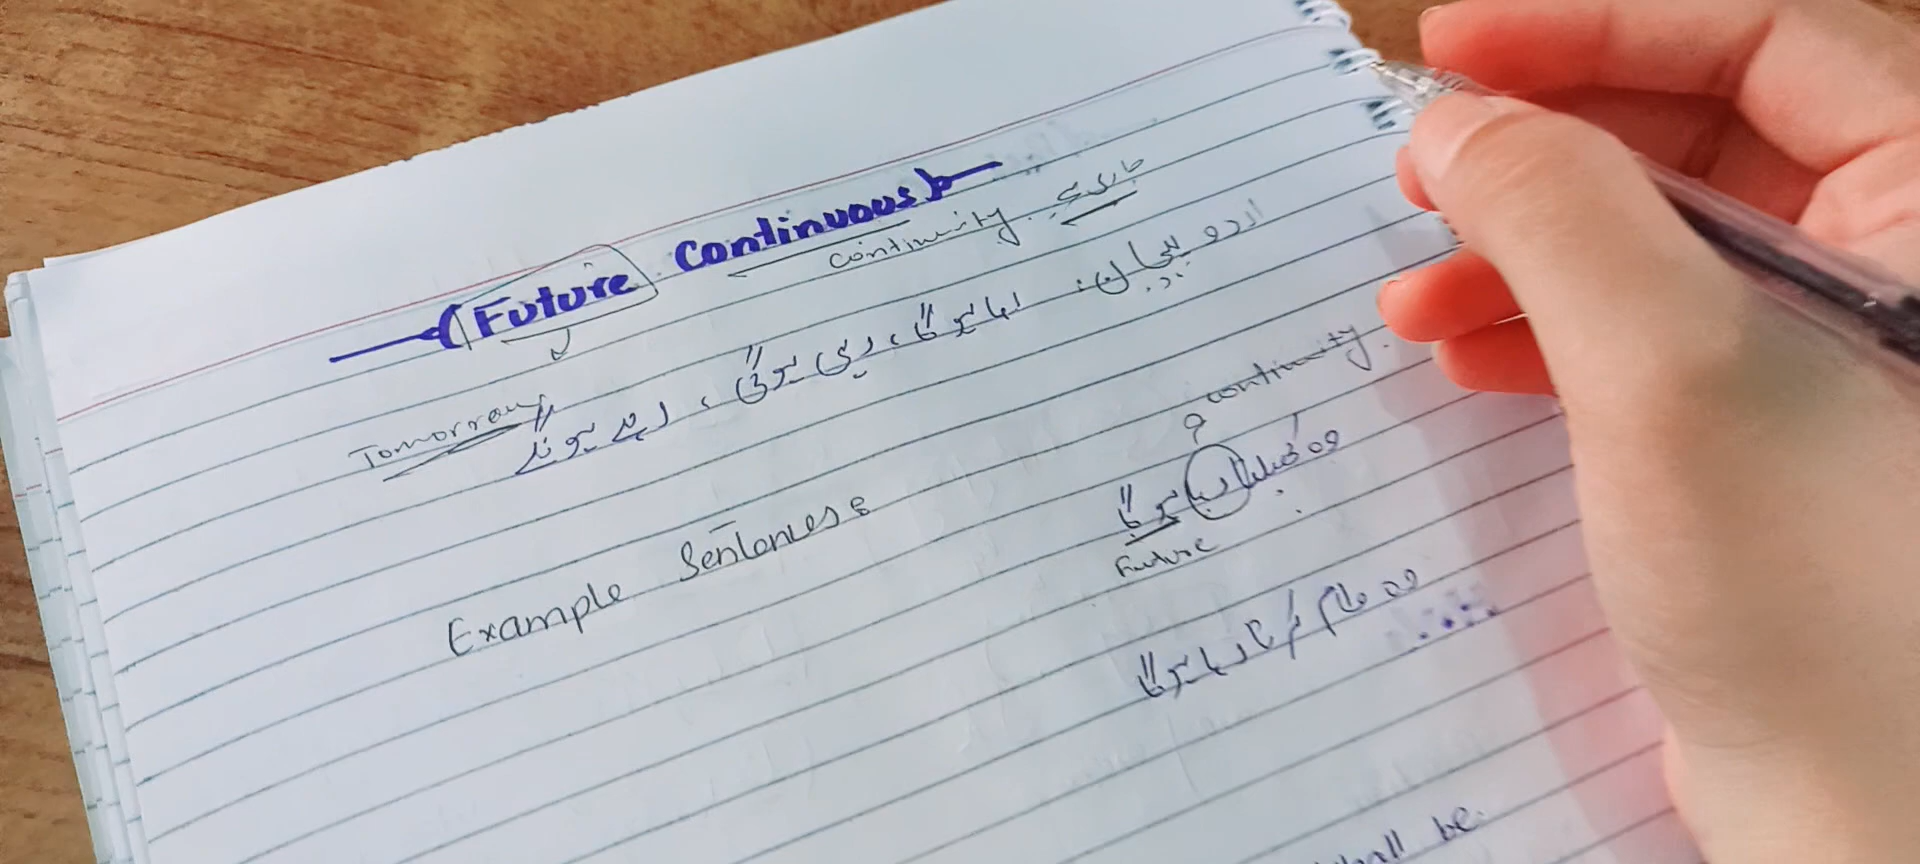 Future Continuous
continuity. جاری ہے
Tomorrow
اردو پہچان: رہا ہوگا، رہی ہوگی، رہے ہونگے
continuity.
Example Sentences:
وہ کھیل رہا ہوگا
Future
وہ کام کر رہا ہوگا
shall be.